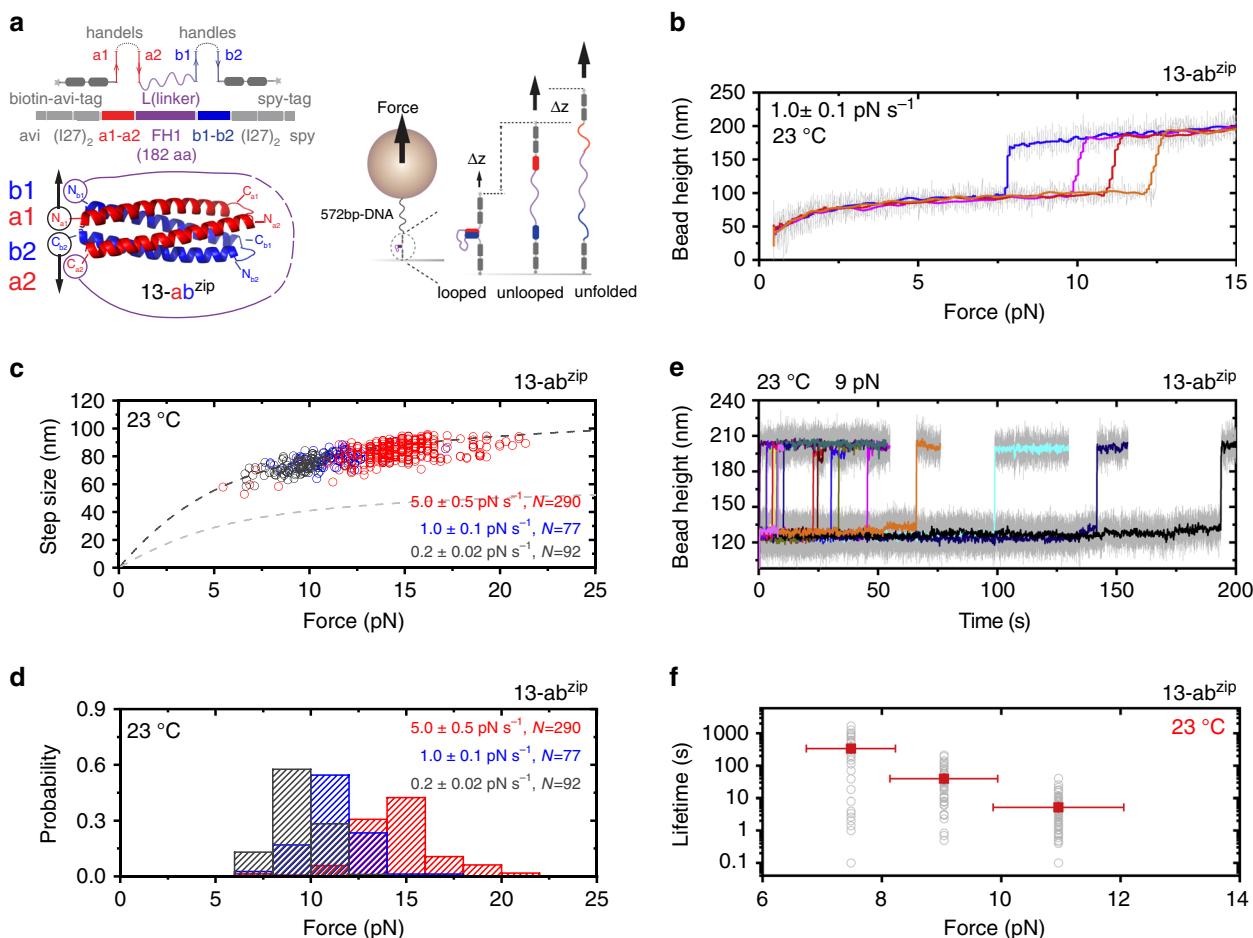 a
handels handles
a1 a2 b1 b2
biotin-avi-tag L(linker) spy-tag
avi (I27)2 a1-a2 FH1 b1-b2 (I27)2 spy
(182 aa)
b1
a1
b2
a2
Nb1
Na1
Cb2
Ca2
Ca1
Na2
Cb1
Nb2
13-abzip
Force
572bp-DNA
Δz
Δz
looped unlooped unfolded
b
13-abzip
1.0± 0.1 pN s−1
23 °C
Bead height (nm)
250
200
150
100
50
0
0 5 10 15
Force (pN)
c
13-abzip
23 °C
Step size (nm)
120
100
80
60
40
20
0
5.0 ± 0.5 pN s−1, N=290
1.0 ± 0.1 pN s−1, N=77
0.2 ± 0.02 pN s−1, N=92
0 5 10 15 20 25
Force (pN)
e
23 °C 9 pN
13-abzip
Bead height (nm)
240
210
180
150
120
0 50 100 150 200
Time (s)
d
13-abzip
23 °C
Probability
0.9
0.6
0.3
0.0
5.0 ± 0.5 pN s−1, N=290
1.0 ± 0.1 pN s−1, N=77
0.2 ± 0.02 pN s−1, N=92
0 5 10 15 20 25
Force (pN)
f
13-abzip
23 °C
Lifetime (s)
1000
100
10
1
0.1
6 8 10 12 14
Force (pN)